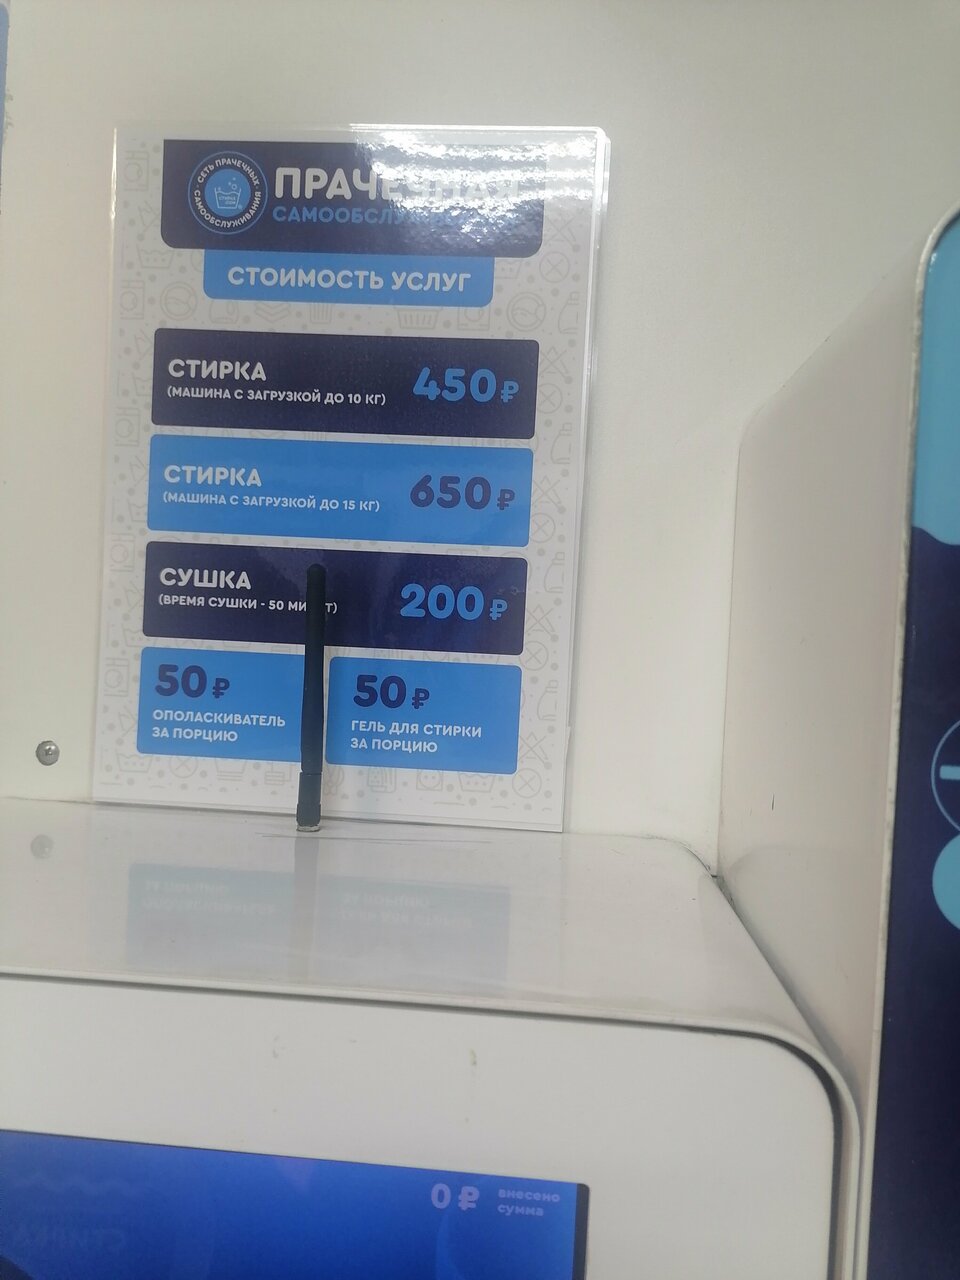 СЕТЬ ПРАЧЕЧНЫХ
САМООБСЛУЖИВАНИЯ
ПРАЧЕЧНАЯ
СТОИМОСТЬ УСЛУГ
СТИРКА
(МАШИНА С ЗАГРУЗКОЙ ДО 10 КГ)
450₽
СТИРКА
(МАШИНА С ЗАГРУЗКОЙ ДО 15 КГ)
650₽
СУШКА
(ВРЕМЯ СУШКИ - 50 МИНУТ)
200₽
50₽
ОПОЛАСКИВАТЕЛЬ
ЗА ПОРЦИЮ
50₽
ГЕЛЬ ДЛЯ СТИРКИ
ЗА ПОРЦИЮ
0 ₽
внесено
сумма